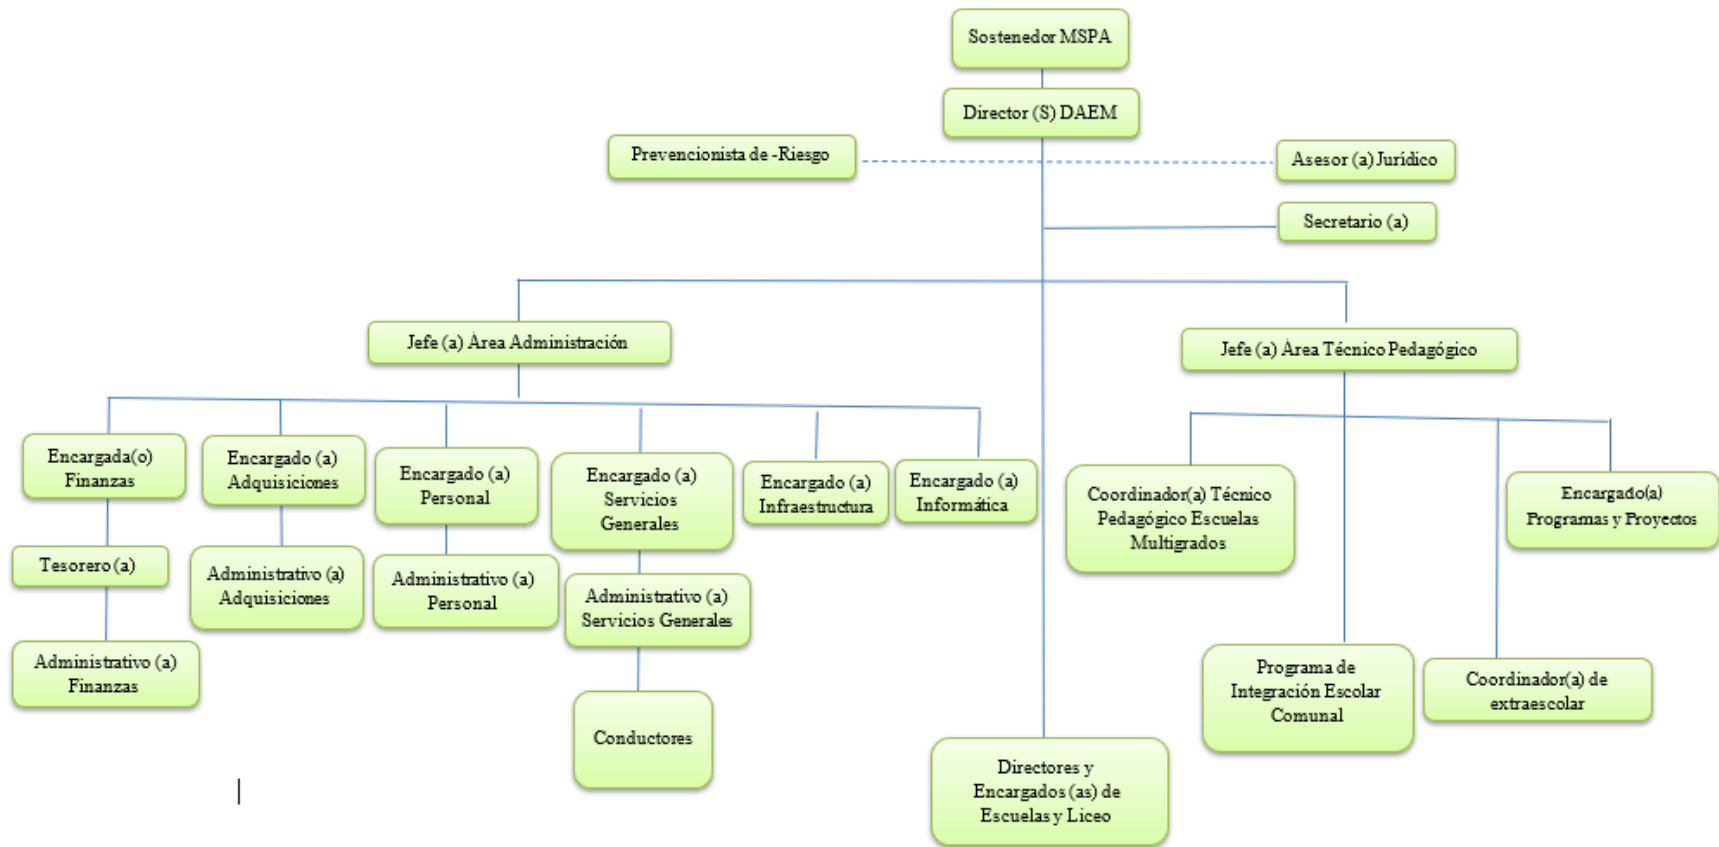 Sostenedor MSPA
Director (S) DAEM
Prevencionista de -Riesgo
Asesor (a) Jurídico
Secretario (a)
Jefe (a) Área Administración
Jefe (a) Área Técnico Pedagógico
Encargada(o)
Finanzas
Encargado (a)
Adquisiciones
Encargado (a)
Personal
Encargado (a)
Servicios
Generales
Encargado (a)
Infraestructura
Encargado (a)
Informática
Coordinador(a) Técnico
Pedagógico Escuelas
Multigrados
Encargado(a)
Programas y Proyectos
Tesorero (a)
Administrativo (a)
Adquisiciones
Administrativo (a)
Personal
Administrativo (a)
Servicios Generales
Administrativo (a)
Finanzas
Programa de
Integración Escolar
Comunal
Coordinador(a) de
extraescolar
Conductores
Directores y
Encargados (as) de
Escuelas y Liceo